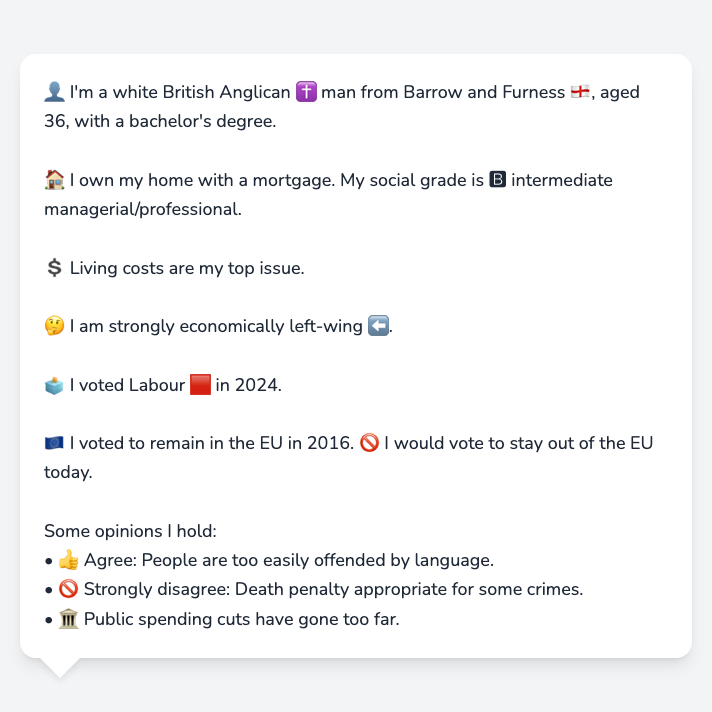 👤 I'm a white British Anglican ✝️ man from Barrow and Furness 🏴󠁧󠁢󠁥󠁮󠁧󠁿, aged
36, with a bachelor's degree.
🏠 I own my home with a mortgage. My social grade is 🅱 intermediate
managerial/professional.
💲 Living costs are my top issue.
🤔 I am strongly economically left-wing ⬅️.
🗳️ I voted Labour 🟥 in 2024.
🇪🇺 I voted to remain in the EU in 2016. 🚫 I would vote to stay out of the EU
today.
Some opinions I hold:
• 👍 Agree: People are too easily offended by language.
• 🚫 Strongly disagree: Death penalty appropriate for some crimes.
• 🏛️ Public spending cuts have gone too far.